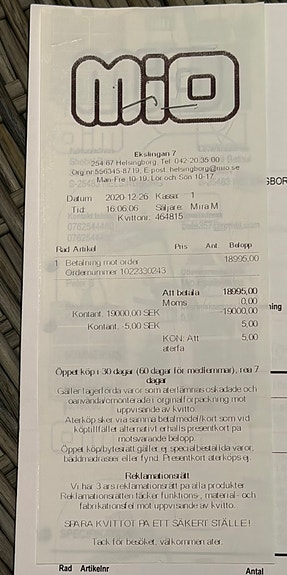 mio
Ekslingan 7
254 67 Helsingborg, Tel: 042-20 35 00
Org nr:556345-8719, E.post: helsingborg@mio.se
Mån-Fre 10-19, Lör och Sön 10-17
Datum 2020-12-26 Kassa: 1
Tid 16:06:06 Säljare: Mira M
Kvittonr: 464815
Rad Artikel Pris Ant. Belopp
1 Betalning mot order 18995,00
Ordernummer 1022330243
Att betala 18995,00
Moms 0,00
Kontant: 19000,00 SEK -19000,00
Kontant: -5,00 SEK 5,00
KON: Att 5,00
aterfa
Öppet köp i 30 dagar (60 dagar för medlemmar), rea 7
dagar
Gäller lagerförda varor som återlämnas oskadade och
oanvända/omonterade i orginalförpackning mot
uppvisande av kvitto.
Återköp sker via samma betalmedel/kort som vid
köptillfället alternativt erhålls presentkort på
motsvarande belopp.
Öppet köp/bytesrätt gäller ej specialbeställda varor,
bäddmadrasser eller fynd. Presentkort återköps ej.
Reklamationsrätt
Vi har 3 års reklamationsrätt på alla produkter
Reklamationsrätten täcker funktions-, material- och
fabrikationsfel mot uppvisande av kvitto.
SPARA KVITTOT PÅ ETT SÄKERT STÄLLE!
Tack för besöket, välkommen åter.
Rad Artikelnr Antal